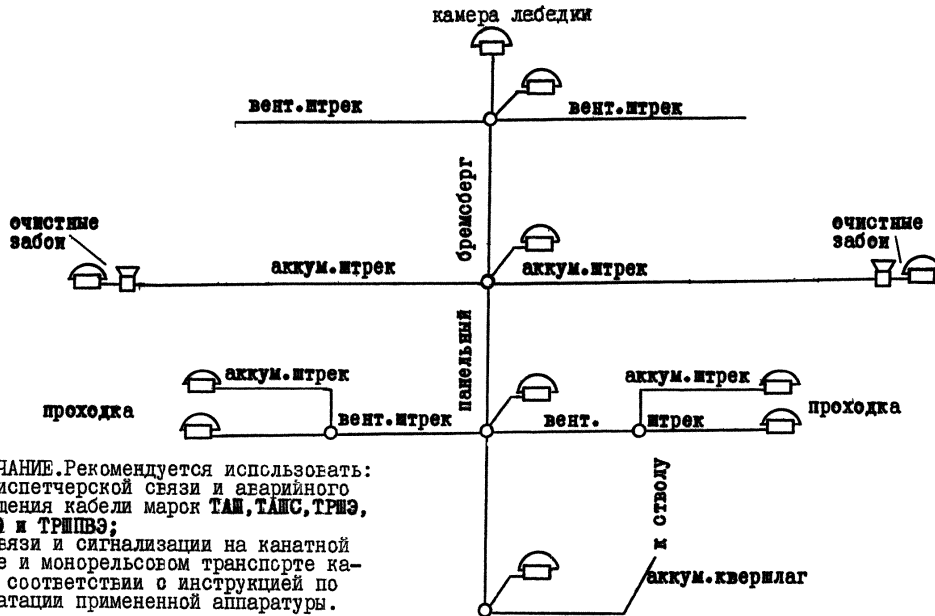 камера лебедки
вент.штрек
вент.штрек
бремсберг
очистные
забои
очистные
забои
аккум.штрек
аккум.штрек
панельный
аккум.штрек
аккум.штрек
проходка
вент.штрек
вент.
штрек
проходка
ЧАНИЕ.Рекомендуется использовать:
испетчерской связи и аварийного
щения кабели марок ТАШ,ТАШС,ТРШЭ,
и ТРШПВЭ;
вязи и сигнализации на канатной
е и монорельсовом транспорте ка-
соответствии с инструкцией по
атации примененной аппаратуры.
к стволу
аккум.квершлаг